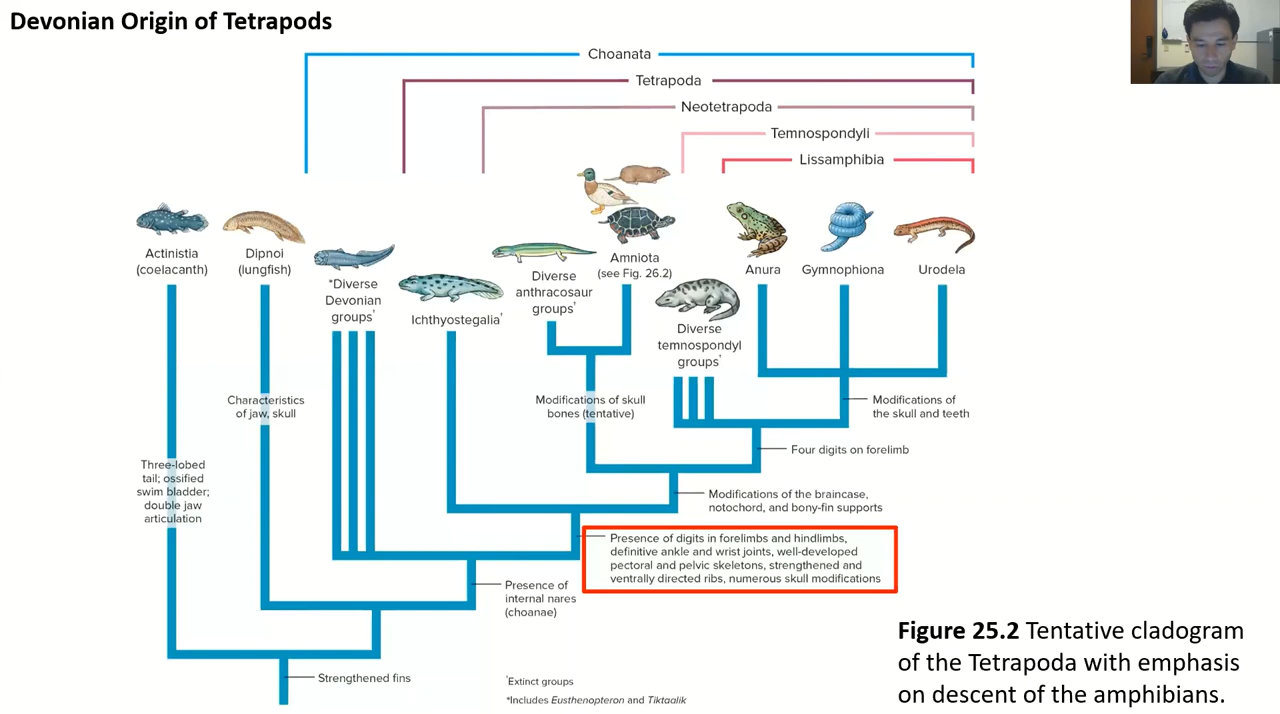 Devonian Origin of Tetrapods
Choanata
Tetrapoda
Neotetrapoda
Temnospondyli
Lissamphibia
Actinistia
(coelacanth)
Dipnoi
(lungfish)
*Diverse
Devonian
groups†
Ichthyostegalia†
Diverse
anthracosaur
groups†
Amniota
(see Fig. 26.2)
Diverse
temnospondyl
groups†
Anura
Gymnophiona
Urodela
Characteristics
of jaw, skull
Modifications of skull
bones (tentative)
Modifications of
the skull and teeth
Four digits on forelimb
Three-lobed
tail; ossified
swim bladder;
double jaw
articulation
Modifications of the braincase,
notochord, and bony-fin supports
Presence of digits in forelimbs and hindlimbs,
definitive ankle and wrist joints, well-developed
pectoral and pelvic skeletons, strengthened and
ventrally directed ribs, numerous skull modifications
Presence of
internal nares
(choanae)
Strengthened fins
†Extinct groups
*Includes Eusthenopteron and Tiktaalik
Figure 25.2 Tentative cladogram
of the Tetrapoda with emphasis
on descent of the amphibians.